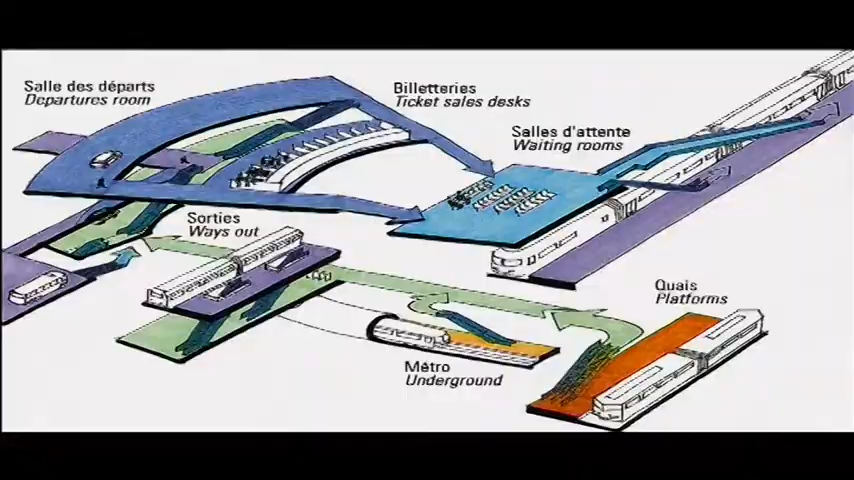 Salle des départs
Departures room
Billetteries
Ticket sales desks
Salles d'attente
Waiting rooms
Sorties
Ways out
Quais
Platforms
Métro
Underground